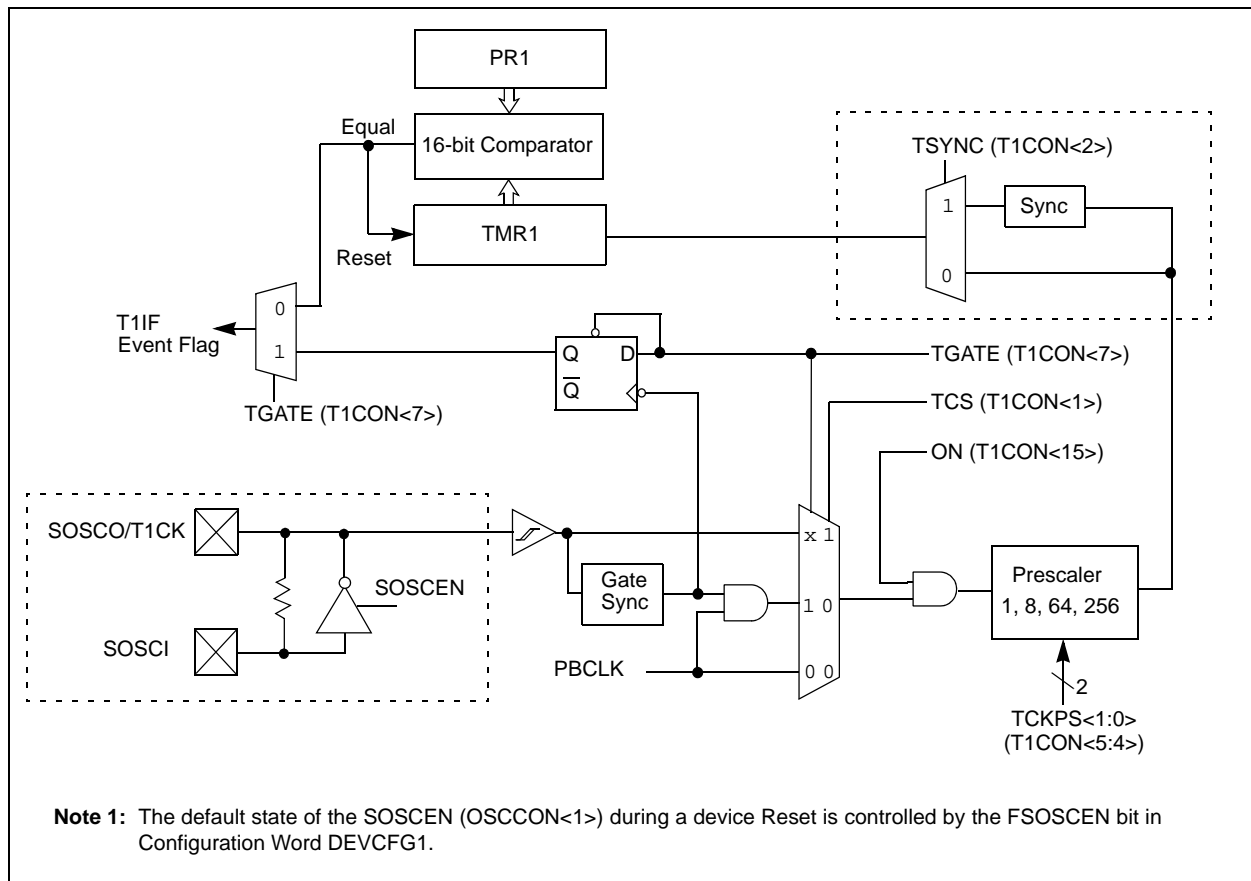 PR1
Equal
16-bit Comparator
TSYNC (T1CON<2>)
1
Sync
TMR1
Reset
0
0
T1IF
Event Flag
1
Q D
Q
TGATE (T1CON<7>)
TGATE (T1CON<7>)
TCS (T1CON<1>)
ON (T1CON<15>)
SOSCO/T1CK
x 1
SOSCEN
Gate
Sync
Prescaler
1, 8, 64, 256
1 0
SOSCI
PBCLK
0 0
2
TCKPS<1:0>
(T1CON<5:4>)
Note 1: The default state of the SOSCEN (OSCCON<1>) during a device Reset is controlled by the FSOSCEN bit in
Configuration Word DEVCFG1.